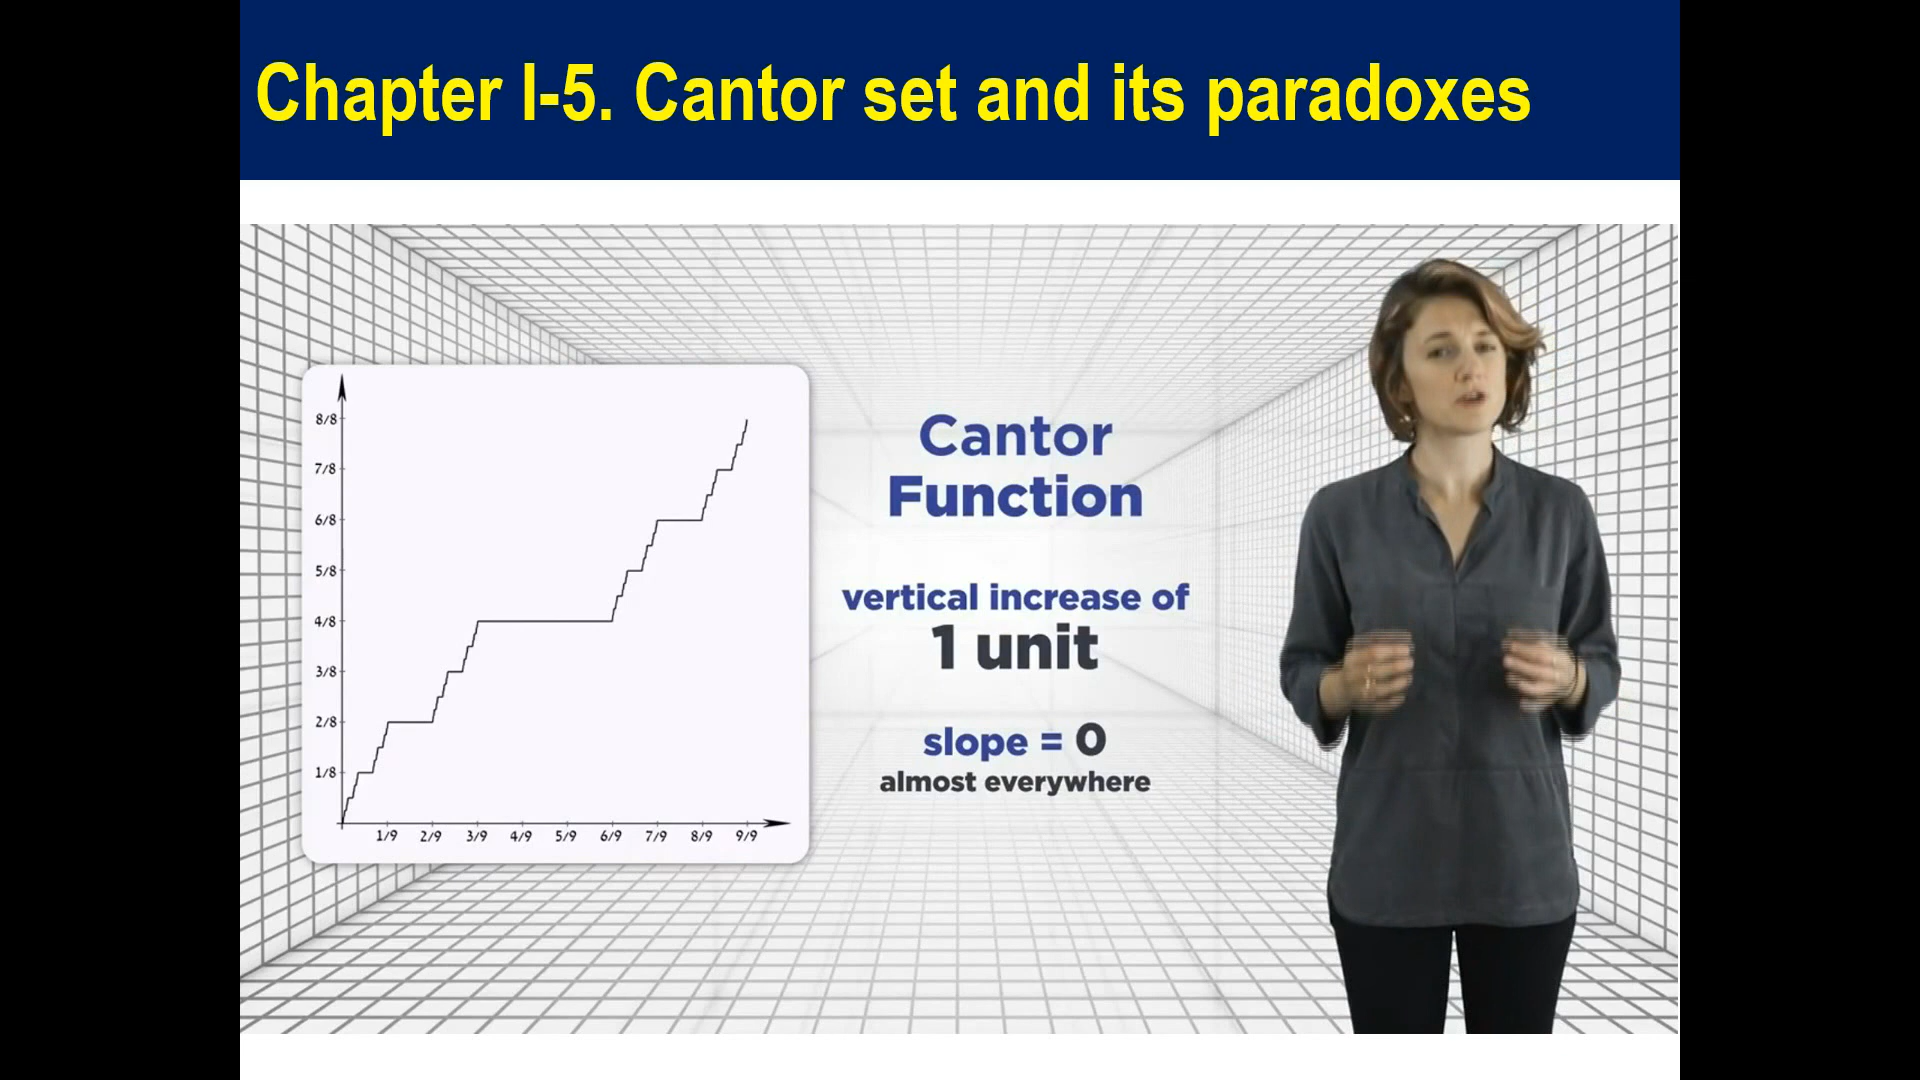 Chapter I-5. Cantor set and its paradoxes
8/8
7/8
6/8
5/8
4/8
3/8
2/8
1/8
1/9 2/9 3/9 4/9 5/9 6/9 7/9 8/9 9/9
Cantor
Function
vertical increase of
1 unit
slope = 0
almost everywhere